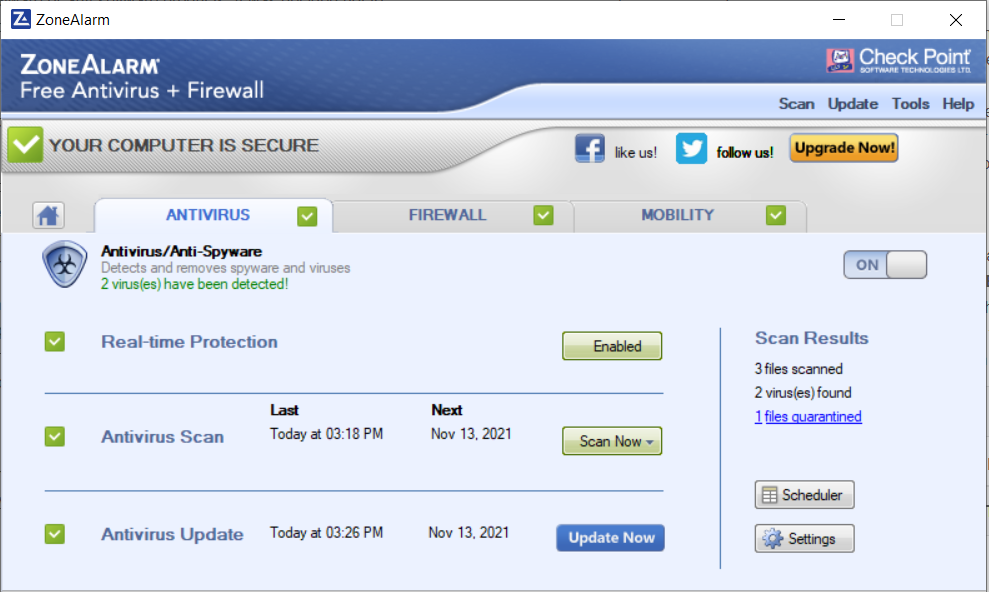 ZoneAlarm
ZONEALARM
Free Antivirus + Firewall
Check Point
SOFTWARE TECHNOLOGIES LTD.
Scan Update Tools Help
YOUR COMPUTER IS SECURE
like us!
follow us!
Upgrade Now!
ANTIVIRUS
FIREWALL
MOBILITY
Antivirus/Anti-Spyware
Detects and removes spyware and viruses
2 virus(es) have been detected!
ON
Real-time Protection
Enabled
Last
Next
Antivirus Scan
Today at 03:18 PM
Nov 13, 2021
Scan Now
Antivirus Update
Today at 03:26 PM
Nov 13, 2021
Update Now
Scan Results
3 files scanned
2 virus(es) found
1 files quarantined
Scheduler
Settings